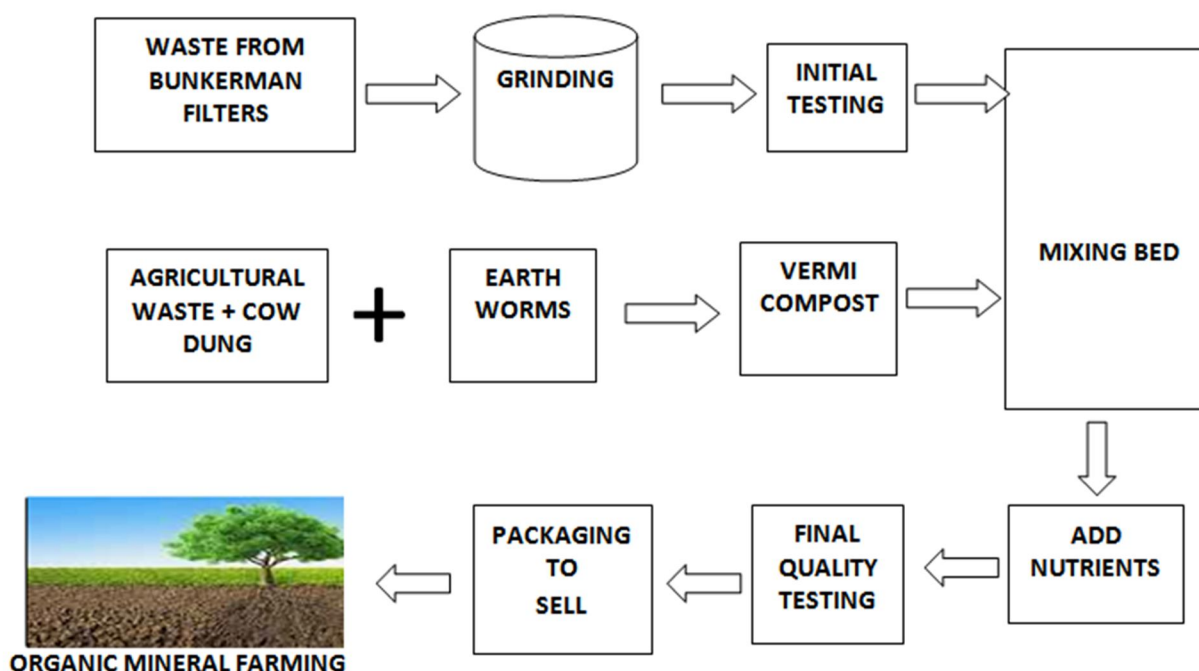 WASTE FROM
BUNKERMAN
FILTERS
GRINDING
INITIAL
TESTING
AGRICULTURAL
WASTE + COW
DUNG
+
EARTH
WORMS
VERMI
COMPOST
MIXING BED
ADD
NUTRIENTS
FINAL
QUALITY
TESTING
PACKAGING
TO
SELL
ORGANIC MINERAL FARMING